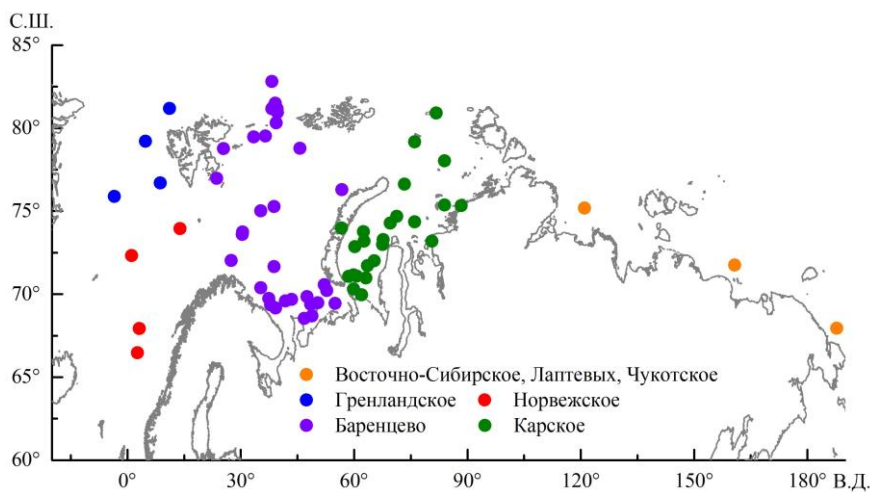 С.Ш.
85°
80°
75°
70°
65°
60°
Восточно-Сибирское, Лаптевых, Чукотское
Гренландское Норвежское
Баренцево Карское
0° 30° 60° 90° 120° 150° 180° В.Д.